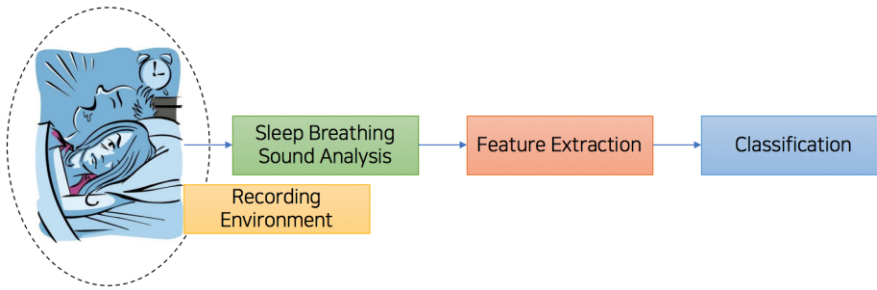 Sleep Breathing
Sound Analysis
Feature Extraction
Classification
Recording
Environment